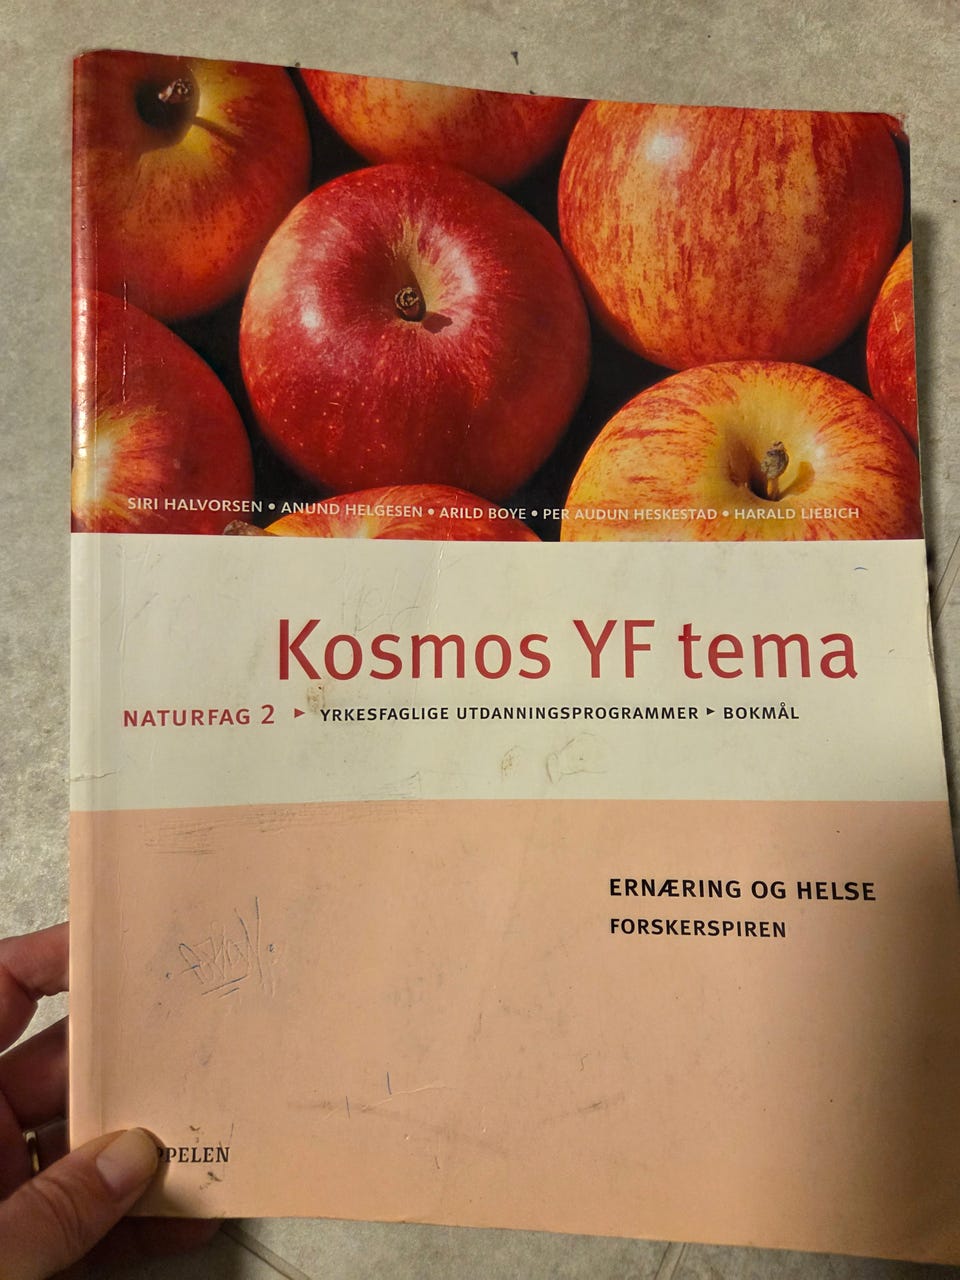 SIRI HALVORSEN • ANUND HELGESEN • ARILD BOYE • PER AUDUN HESKESTAD • HARALD LIEBICH
Kosmos YF tema
NATURFAG 2 ▸ YRKESFAGLIGE UTDANNINGSPROGRAMMER ▸ BOKMÅL
ERNÆRING OG HELSE
FORSKERSPIREN
PPELEN